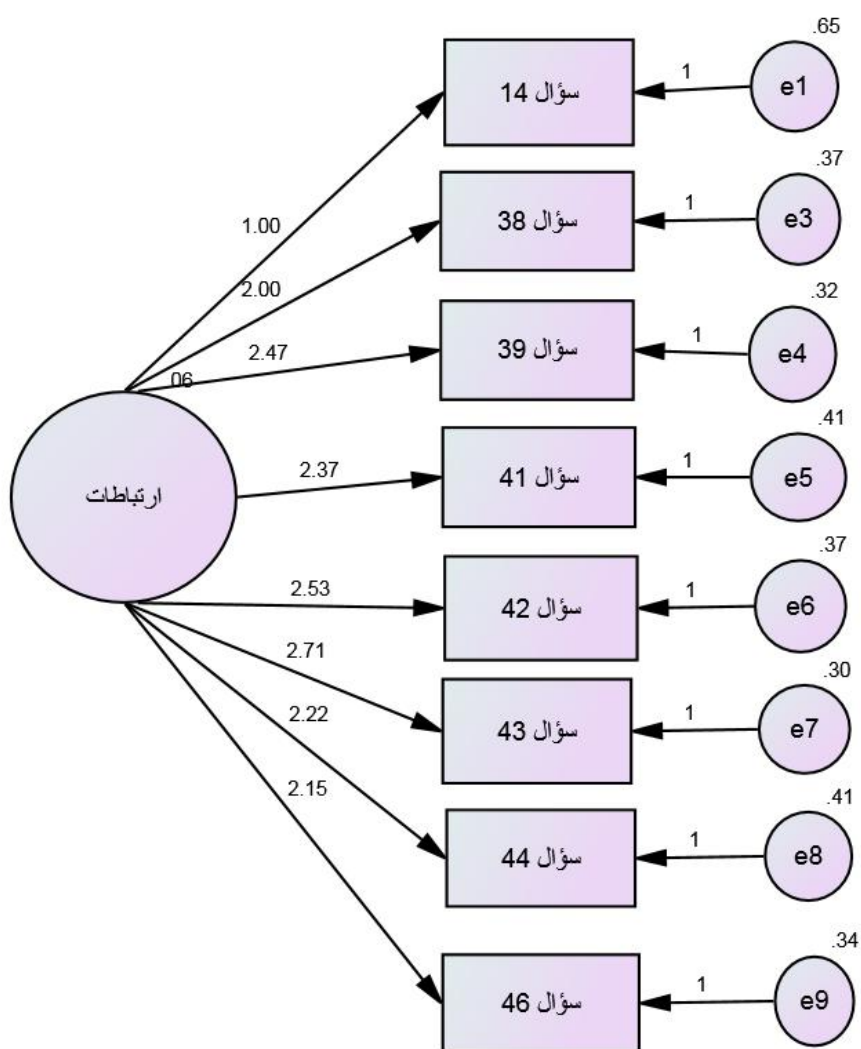 .65
سؤال 14
1
e1
.37
1.00
سؤال 38
1
e3
.32
2.00
2.47
سؤال 39
1
e4
.06
.41
ارتباطات
2.37
سؤال 41
1
e5
.37
2.53
سؤال 42
1
e6
.30
2.71
سؤال 43
1
e7
.41
2.22
سؤال 44
1
e8
.34
2.15
سؤال 46
1
e9